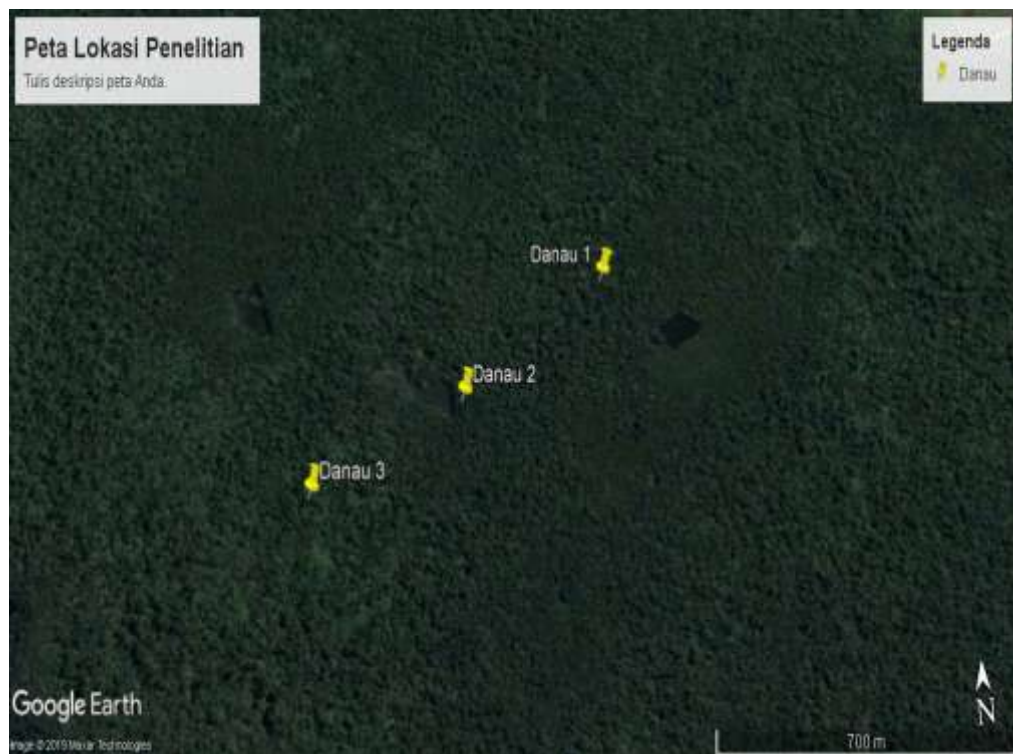 Peta Lokasi Penelitian
Tulis deskripsi peta Anda.
Legenda
Danau
Danau 1
Danau 2
Danau 3
Google Earth
N
Image © 2019 Maxar Technologies
700 m